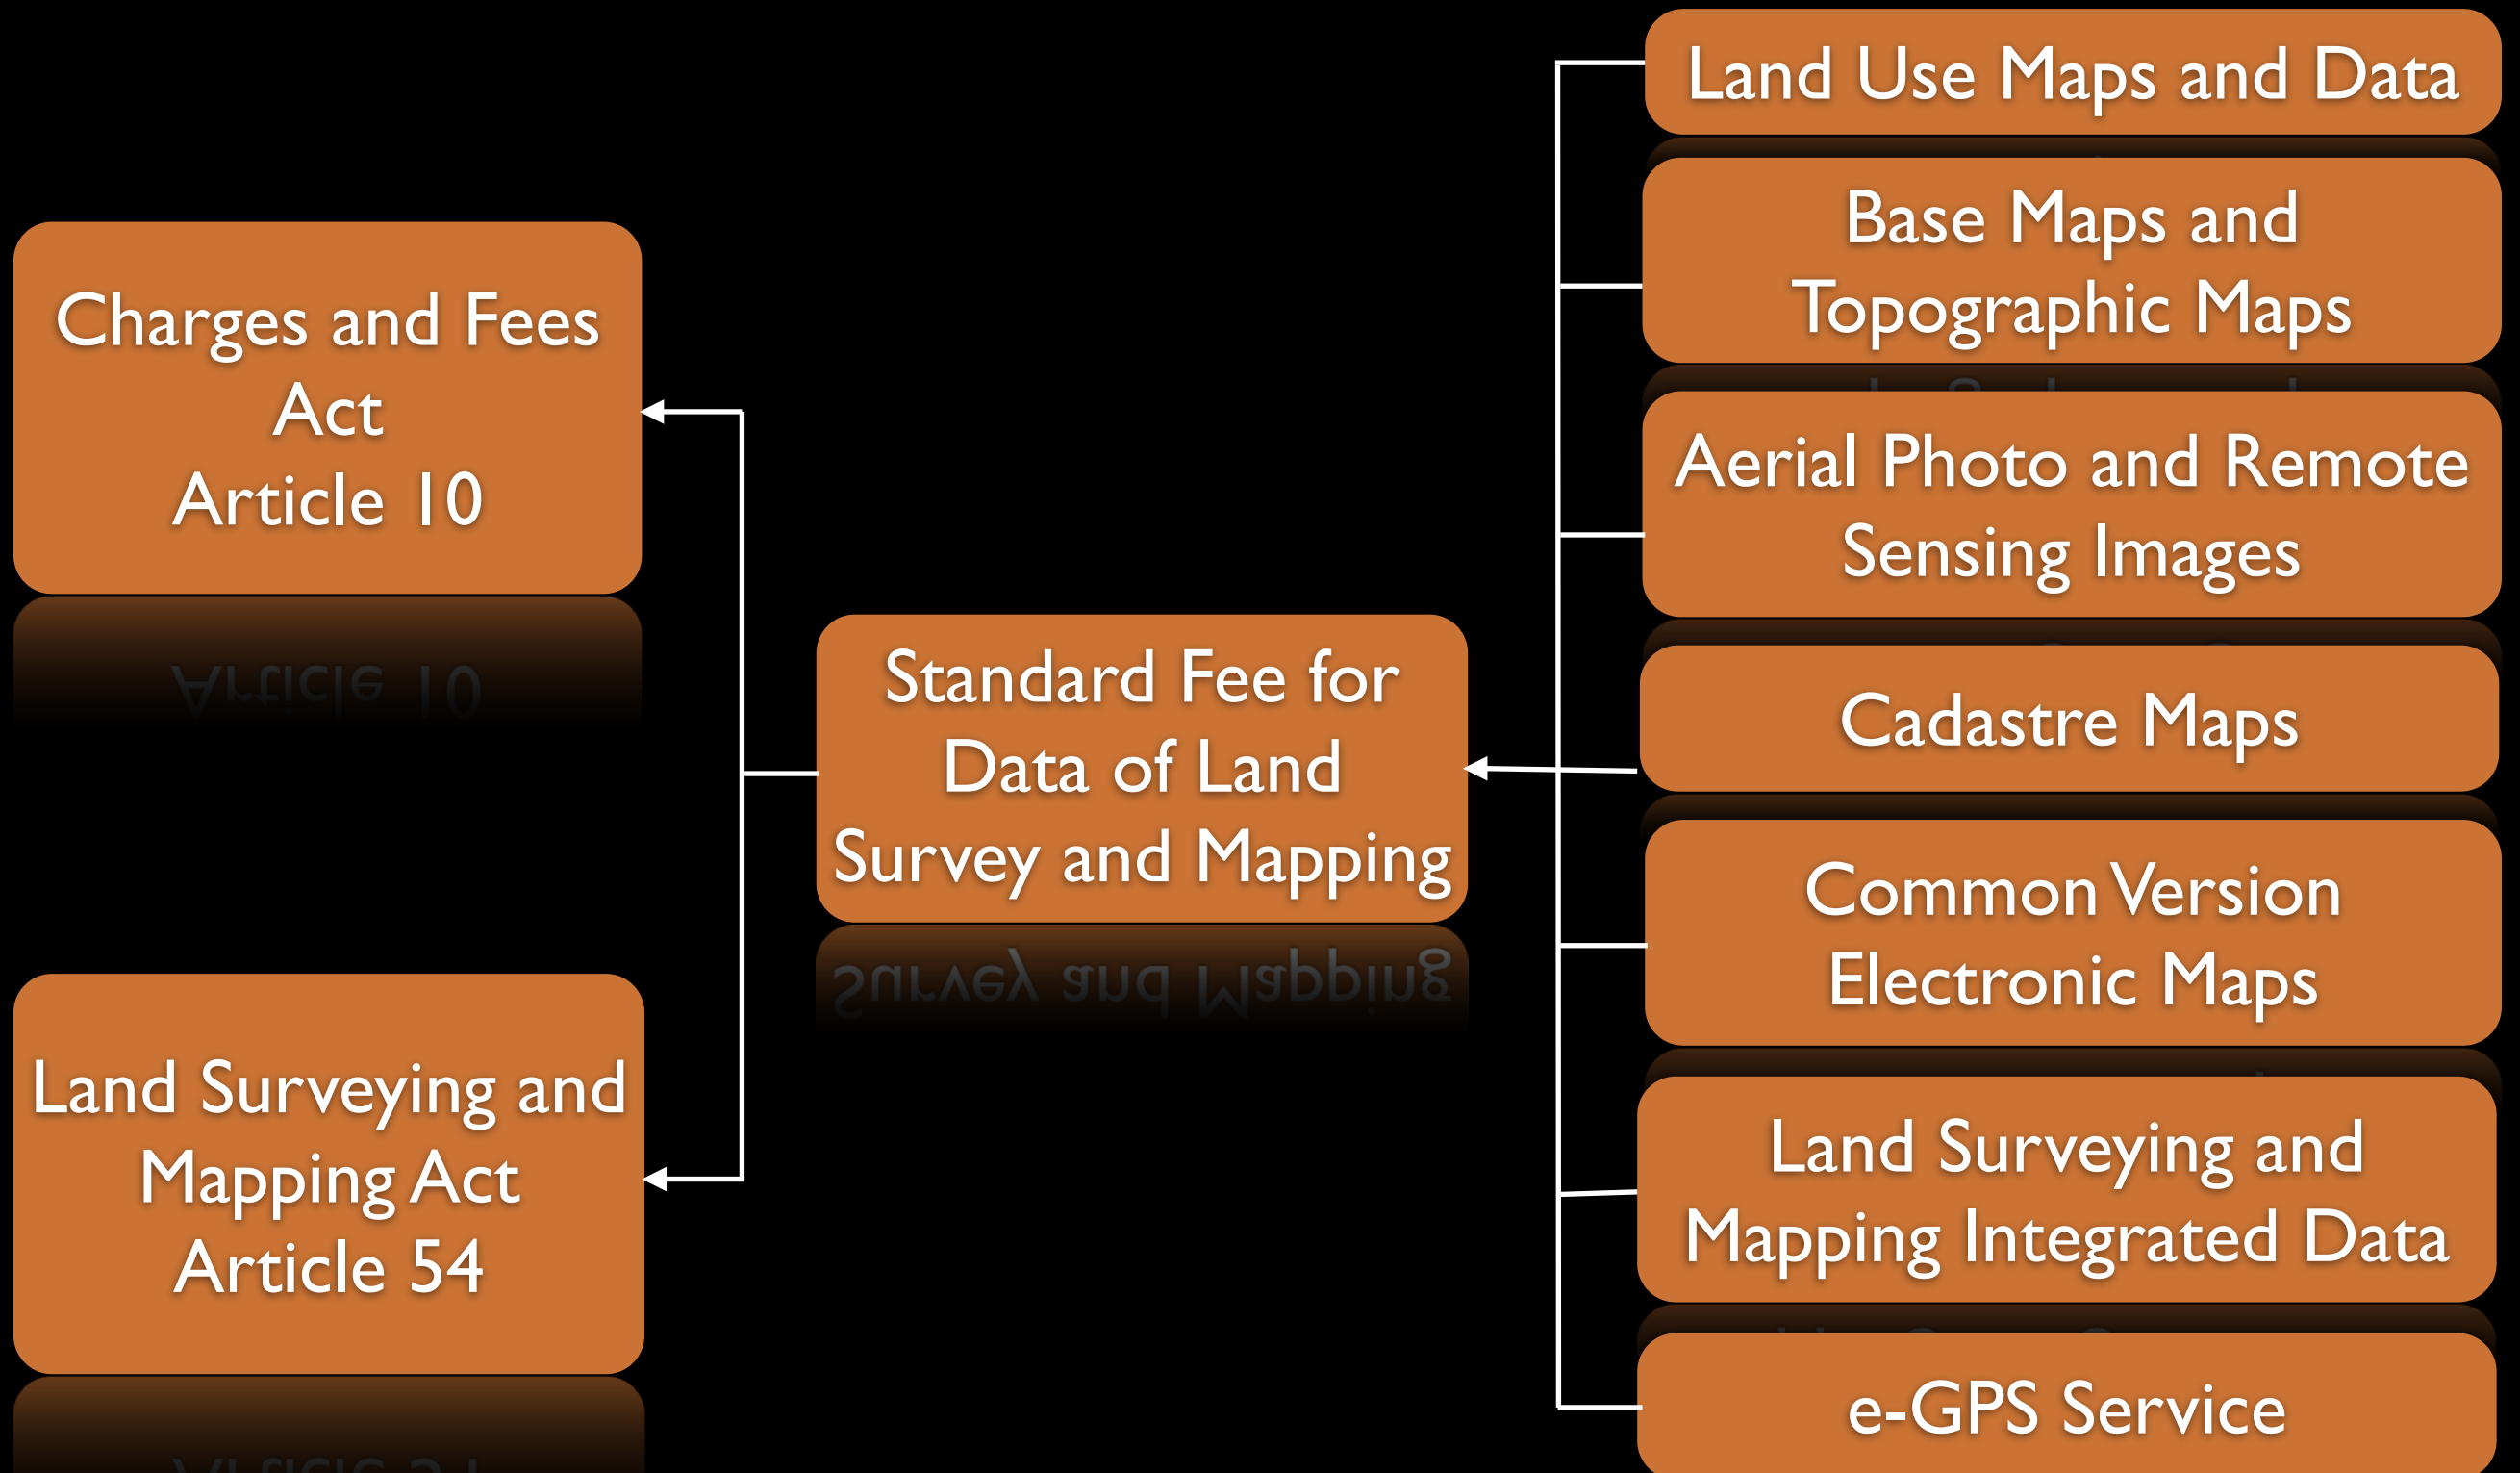 Charges and Fees
Act
Article 10
Land Surveying and
Mapping Act
Article 54
Standard Fee for
Data of Land
Survey and Mapping
Land Use Maps and Data
Base Maps and
Topographic Maps
Aerial Photo and Remote
Sensing Images
Cadastre Maps
Common Version
Electronic Maps
Land Surveying and
Mapping Integrated Data
e-GPS Service